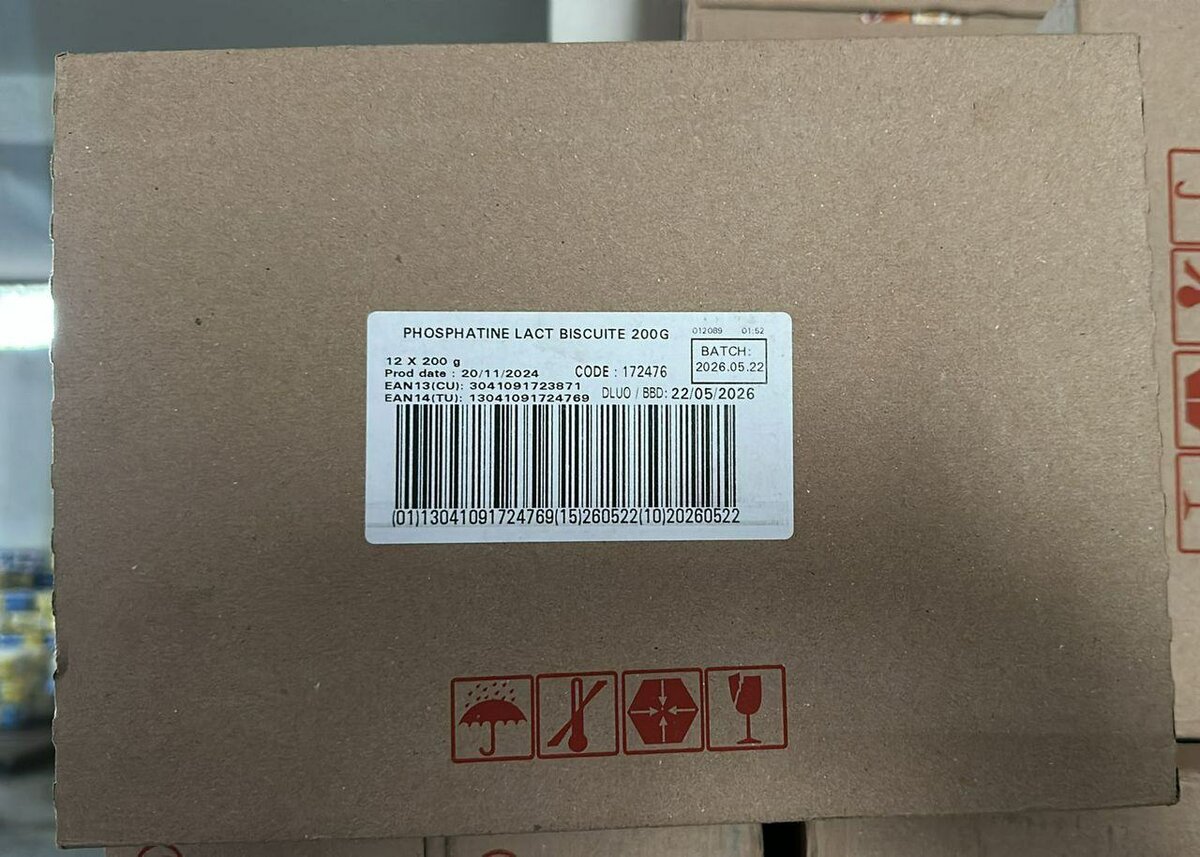 PHOSPHATINE LACT BISCUITE 200G
012089 01:52
12 X 200 g
BATCH:
2026.05.22
Prod date : 20/11/2024
CODE : 172476
EAN13(CU): 3041091723871
DLUO / BBD: 22/05/2026
EAN14(TU): 13041091724769
(01)13041091724769(15)260522(10)20260522